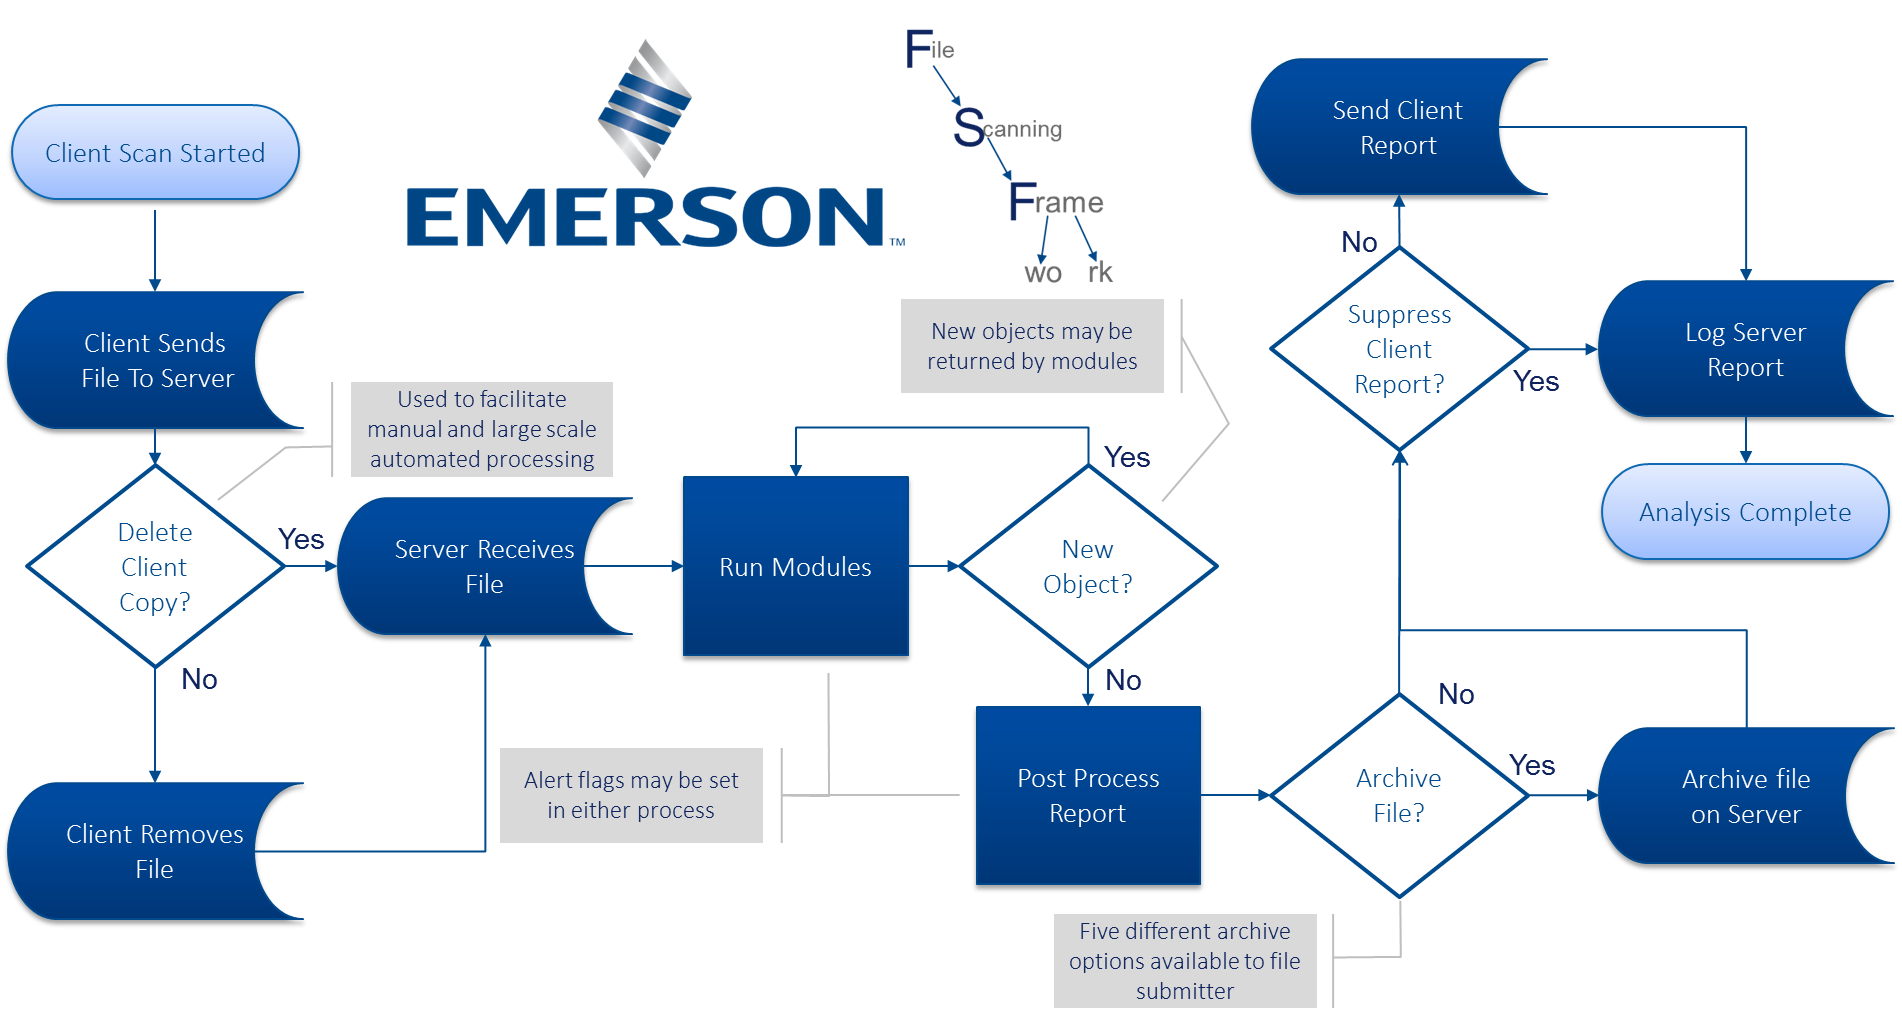 File
Scanning
Frame
wo rk
EMERSON™
Client Scan Started
Client Sends
File To Server
Used to facilitate
manual and large scale
automated processing
Delete
Client
Copy?
Yes
No
Client Removes
File
Server Receives
File
Run Modules
New objects may be
returned by modules
New
Object?
Yes
No
Alert flags may be set
in either process
Post Process
Report
Archive
File?
No
Yes
Five different archive
options available to file
submitter
Archive file
on Server
Suppress
Client
Report?
No
Yes
Send Client
Report
Log Server
Report
Analysis Complete